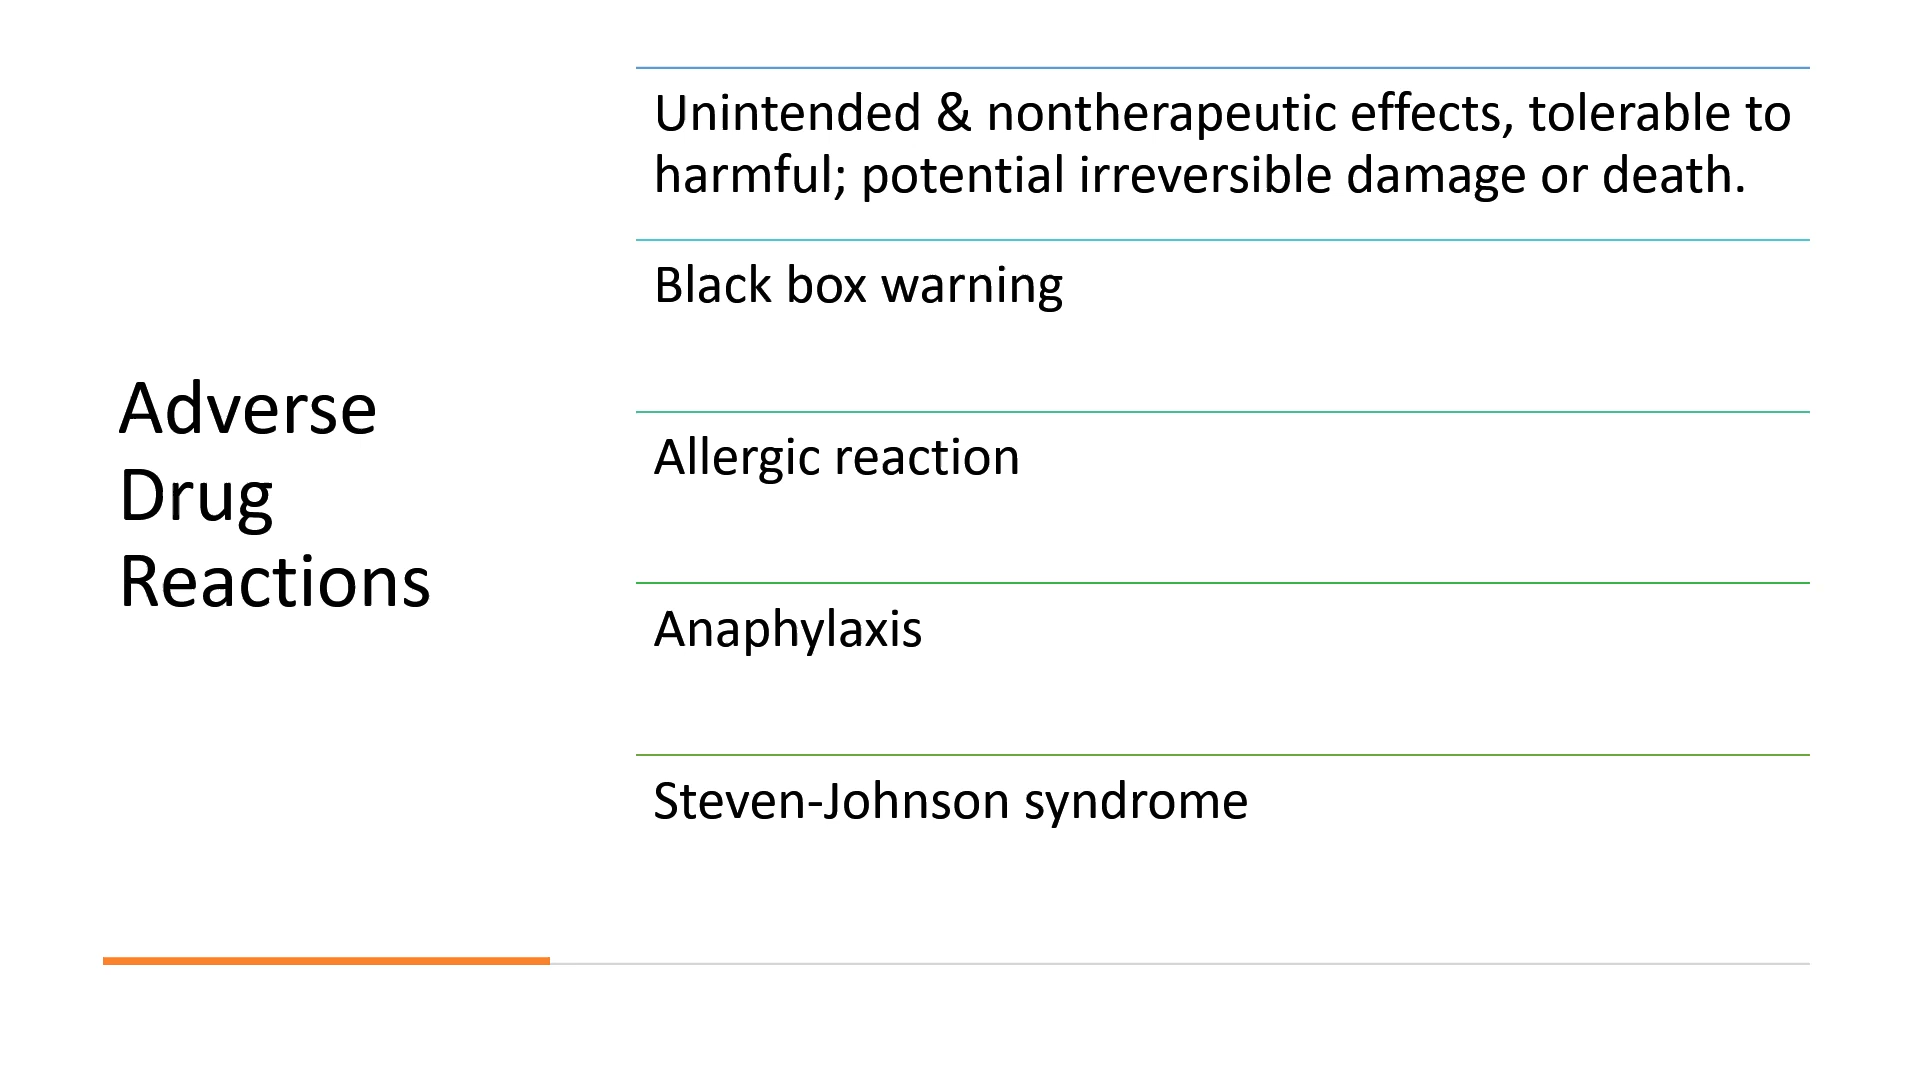 Adverse
Drug
Reactions
Unintended & nontherapeutic effects, tolerable to
harmful; potential irreversible damage or death.
Black box warning
Allergic reaction
Anaphylaxis
Steven-Johnson syndrome